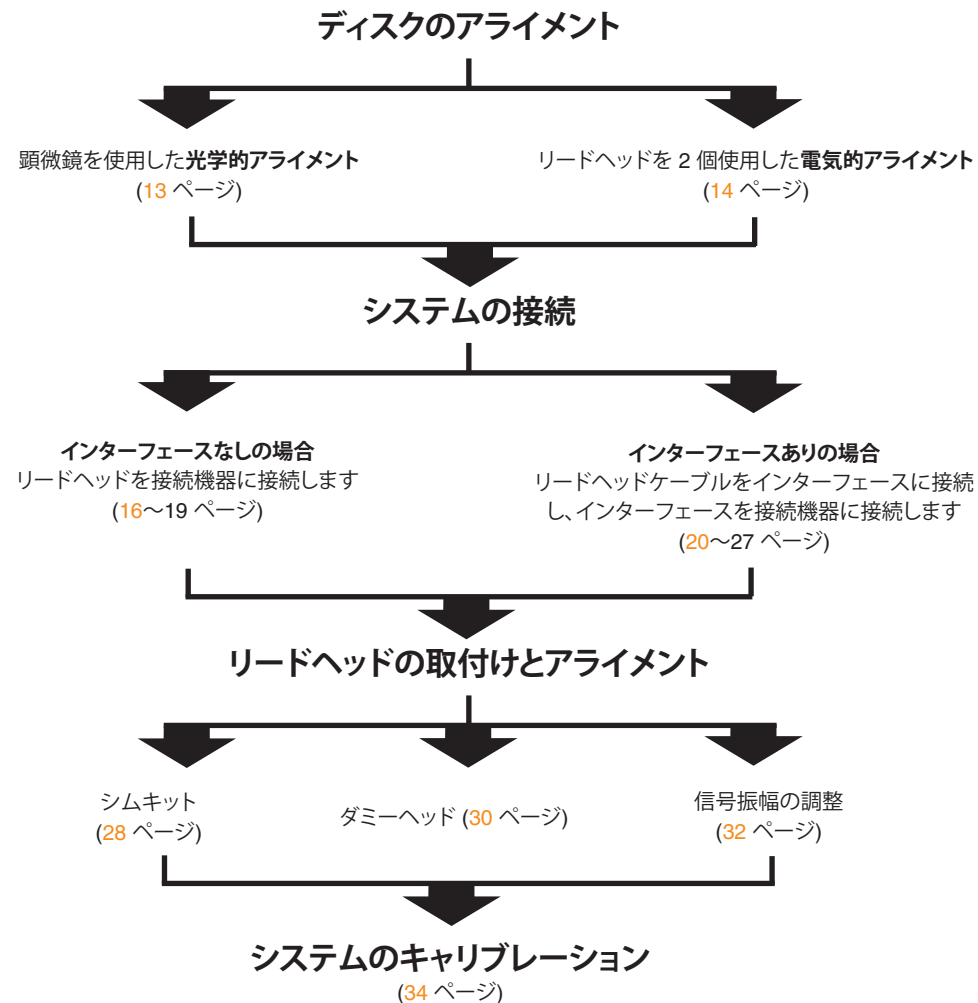 ディスクのアライメント
顕微鏡を使用した光学的アライメント
(13 ページ)
リードヘッドを 2 個使用した電気的アライメント
(14 ページ)
システムの接続
インターフェースなしの場合
リードヘッドを接続機器に接続します
(16～19 ページ)
インターフェースありの場合
リードヘッドケーブルをインターフェースに接続
し、インターフェースを接続機器に接続します
(20～27 ページ)
リードヘッドの取付けとアライメント
シムキット
(28 ページ)
ダミーヘッド (30 ページ)
信号振幅の調整
(32 ページ)
システムのキャリブレーション
(34 ページ)